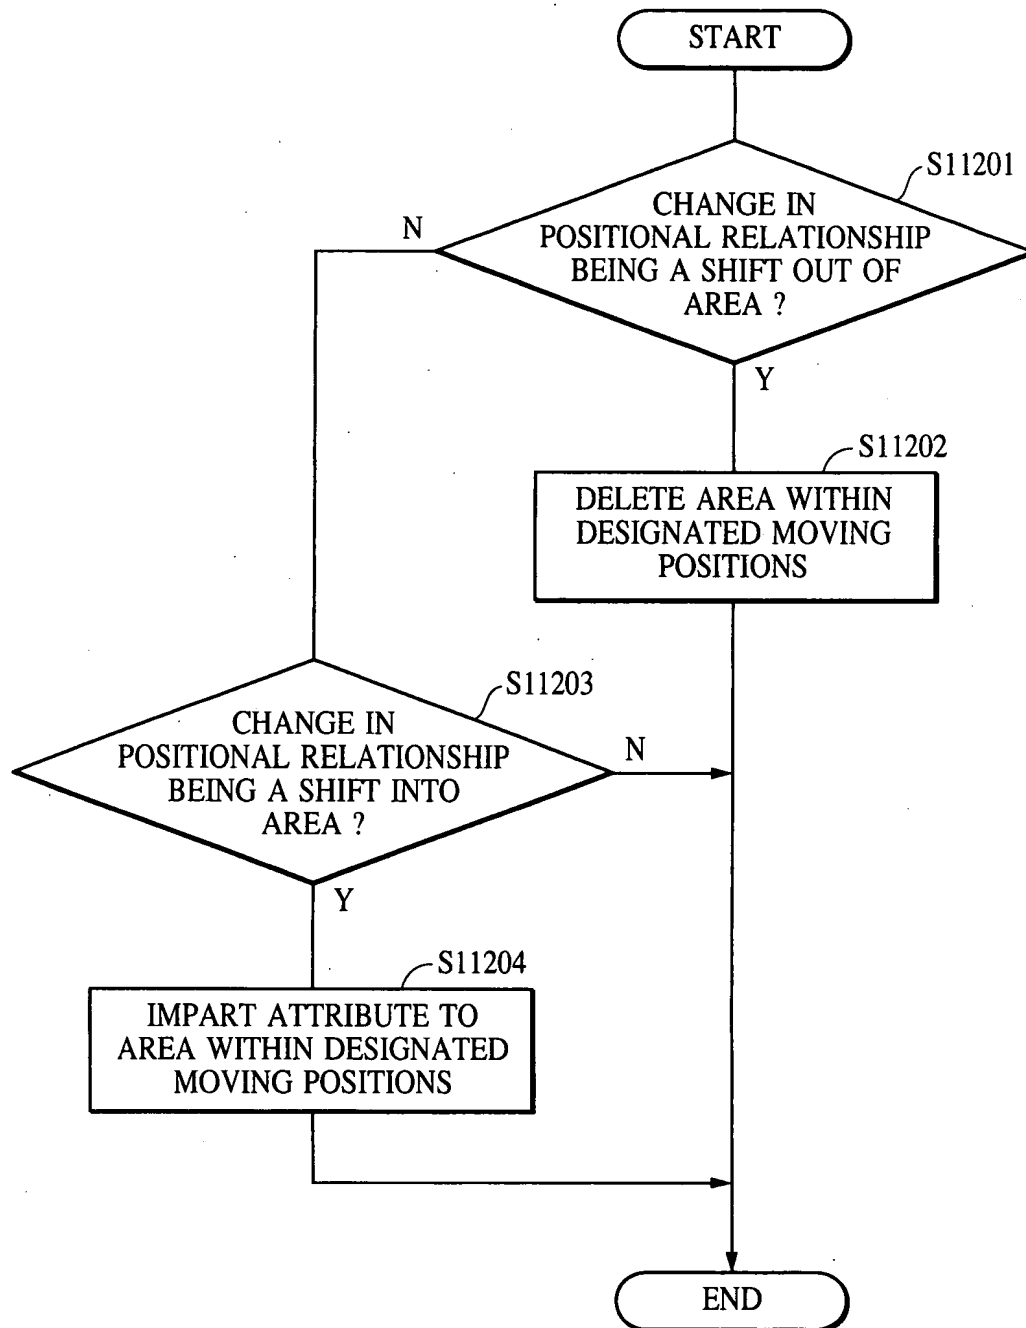 START
S11201
CHANGE IN
POSITIONAL RELATIONSHIP
BEING A SHIFT OUT OF
AREA ?
N
Y
S11202
DELETE AREA WITHIN
DESIGNATED MOVING
POSITIONS
S11203
CHANGE IN
POSITIONAL RELATIONSHIP
BEING A SHIFT INTO
AREA ?
N
Y
S11204
IMPART ATTRIBUTE TO
AREA WITHIN DESIGNATED
MOVING POSITIONS
END